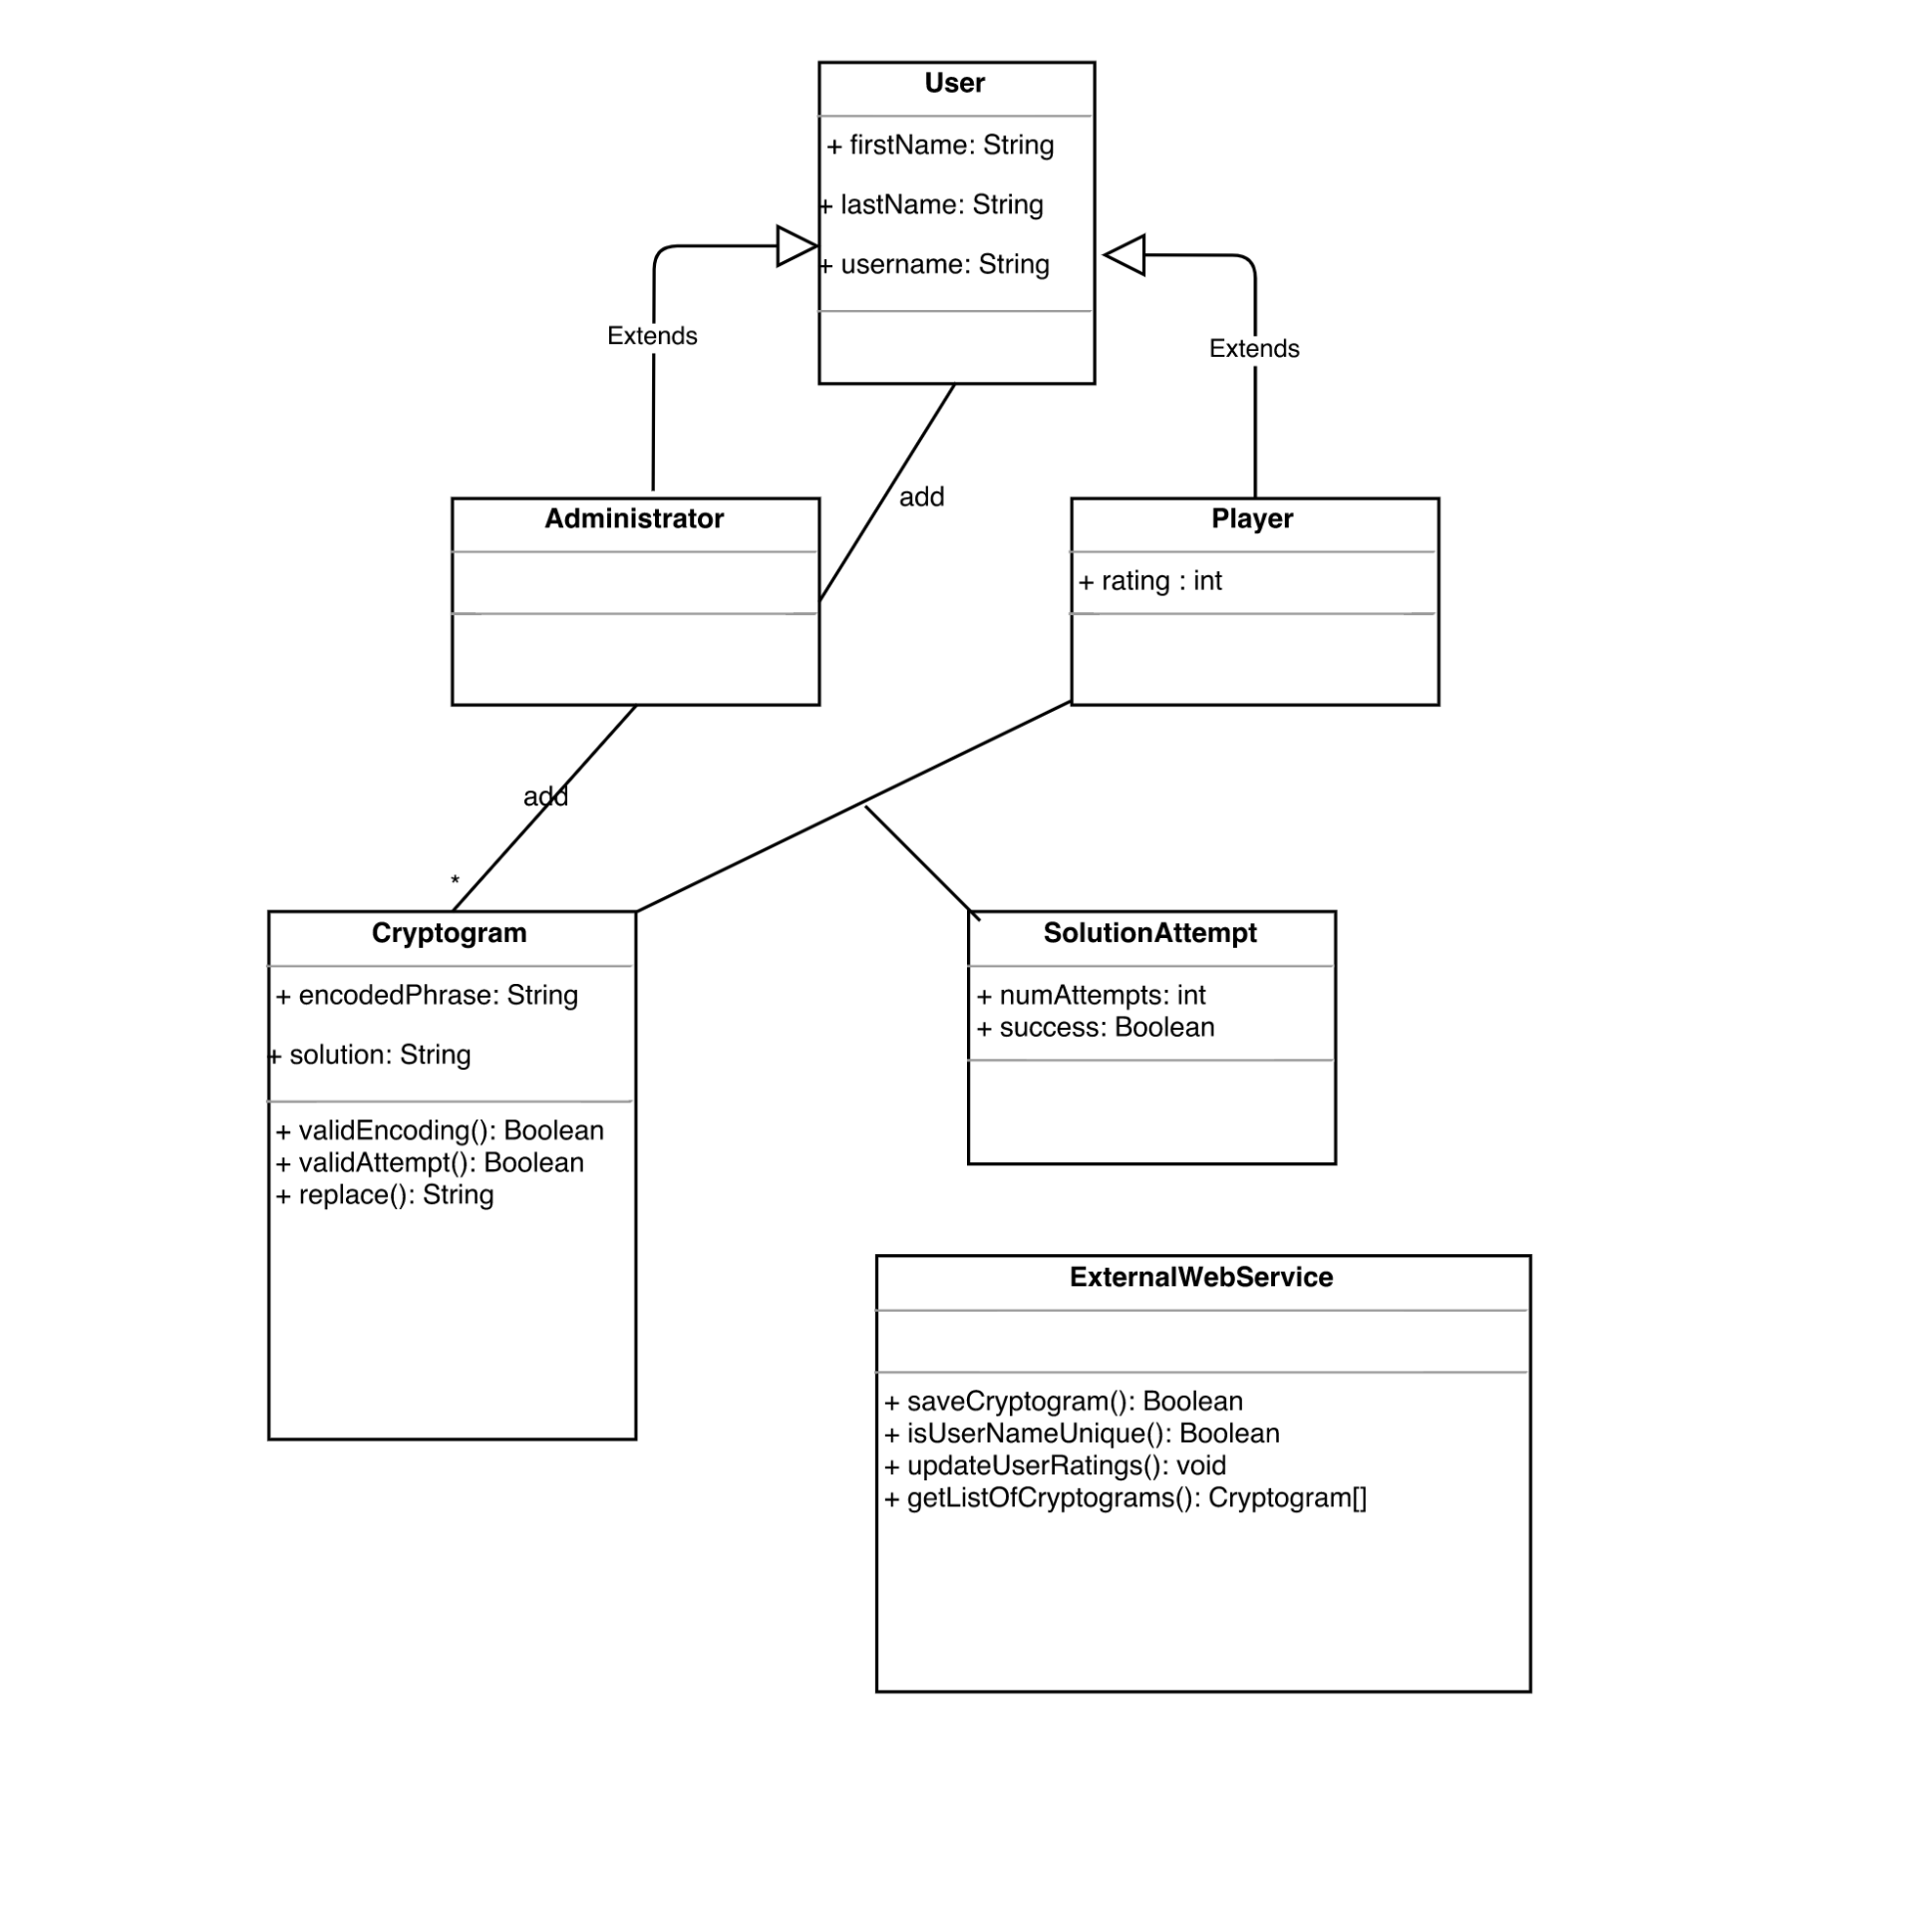 User
+ firstName: String
+ lastName: String
+ username: String
Extends
Extends
add
Administrator
Player
+ rating : int
add
*
Cryptogram
+ encodedPhrase: String
+ solution: String
+ validEncoding(): Boolean
+ validAttempt(): Boolean
+ replace(): String
SolutionAttempt
+ numAttempts: int
+ success: Boolean
ExternalWebService
+ saveCryptogram(): Boolean
+ isUserNameUnique(): Boolean
+ updateUserRatings(): void
+ getListOfCryptograms(): Cryptogram[]